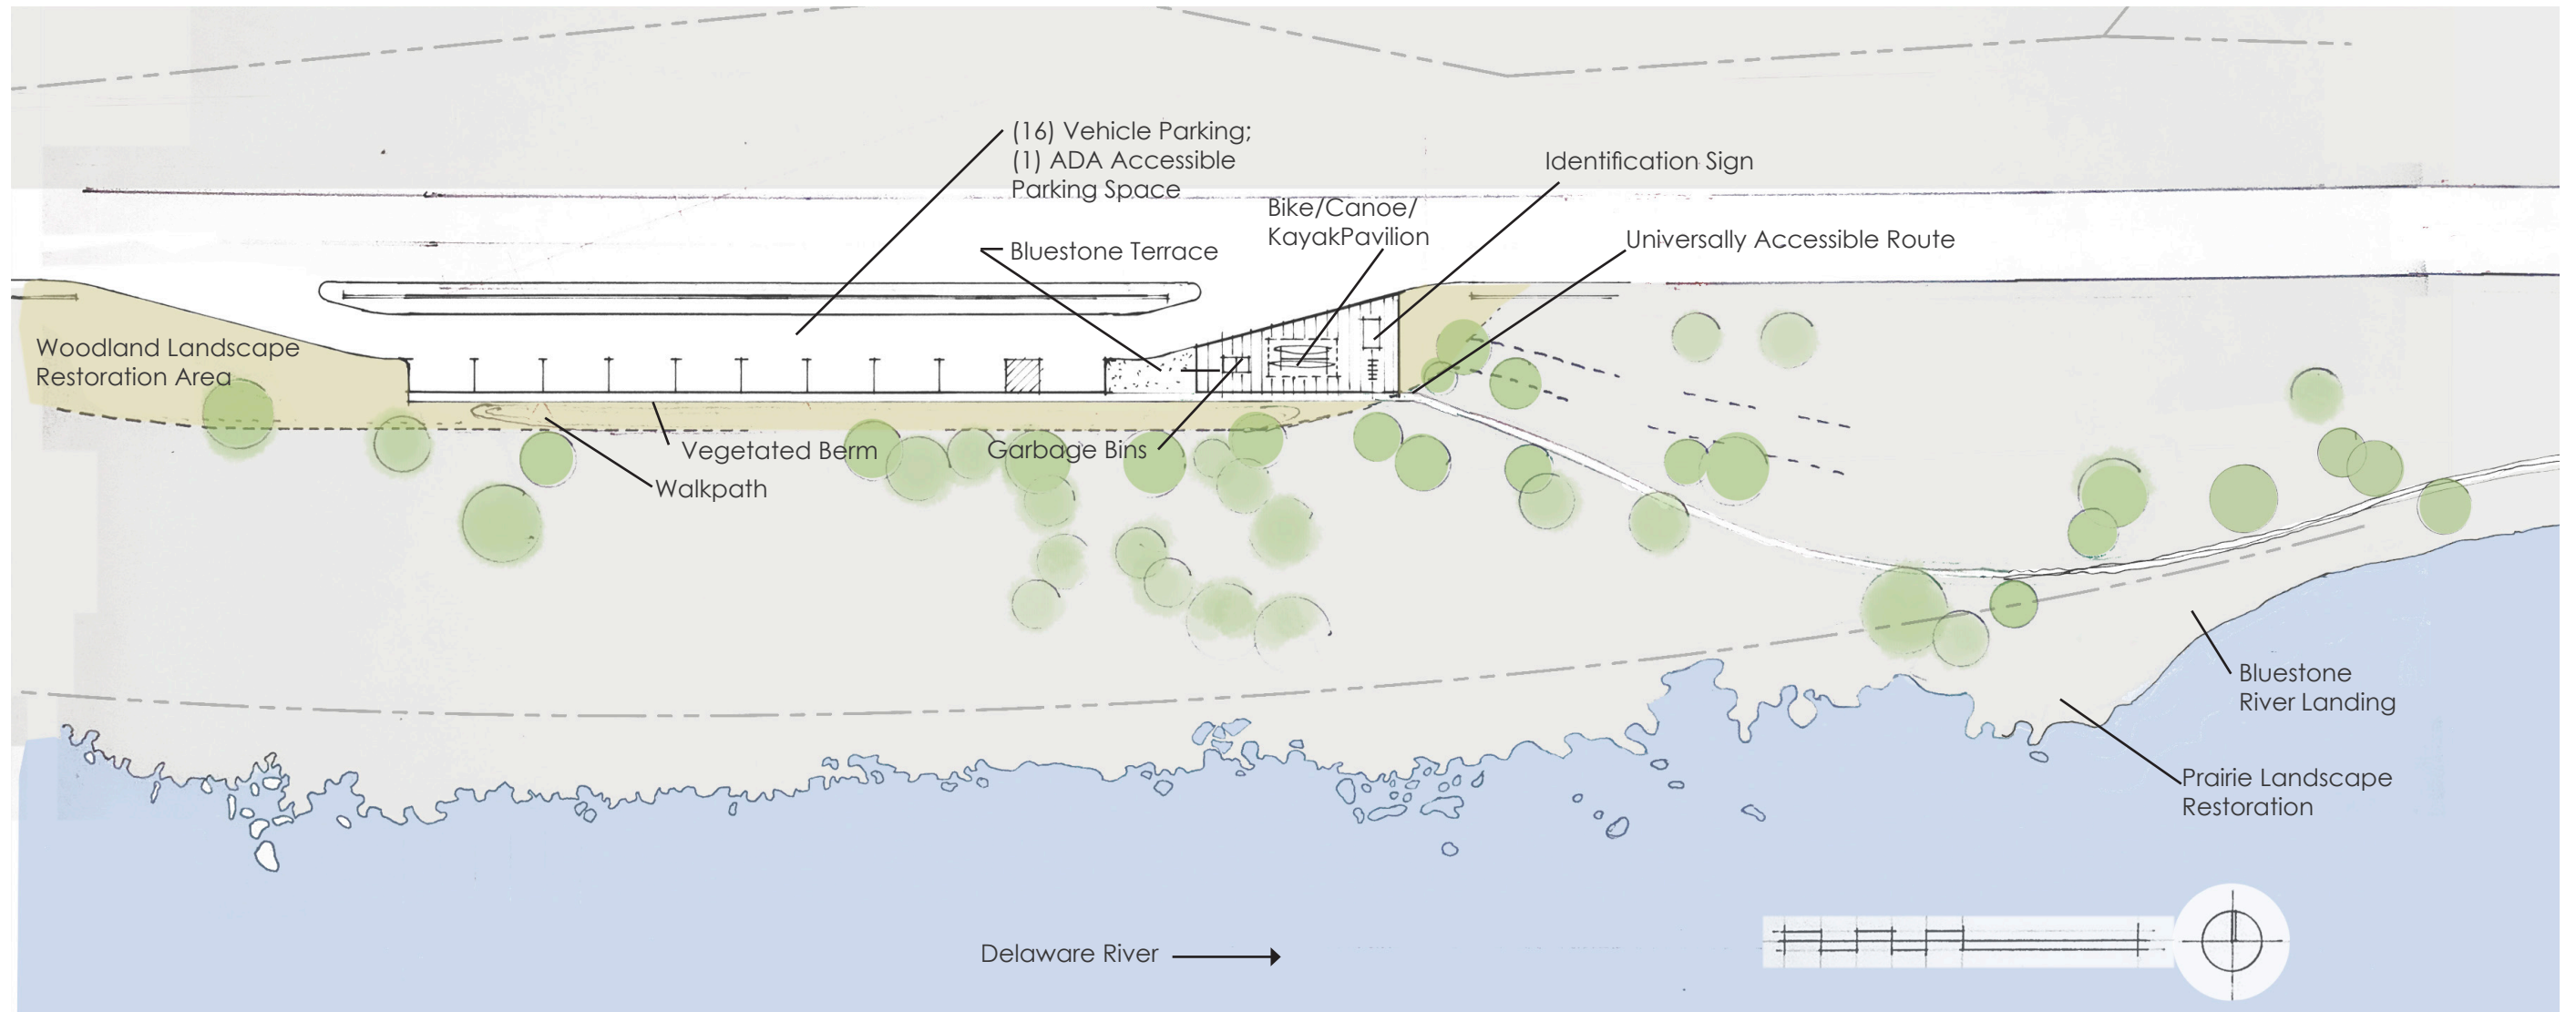 (16) Vehicle Parking;
(1) ADA Accessible
Parking Space
Identification Sign
Bike/Canoe/
KayakPavilion
Universally Accessible Route
Bluestone Terrace
Woodland Landscape
Restoration Area
Vegetated Berm
Garbage Bins
Walkpath
Bluestone
River Landing
Prairie Landscape
Restoration
Delaware River